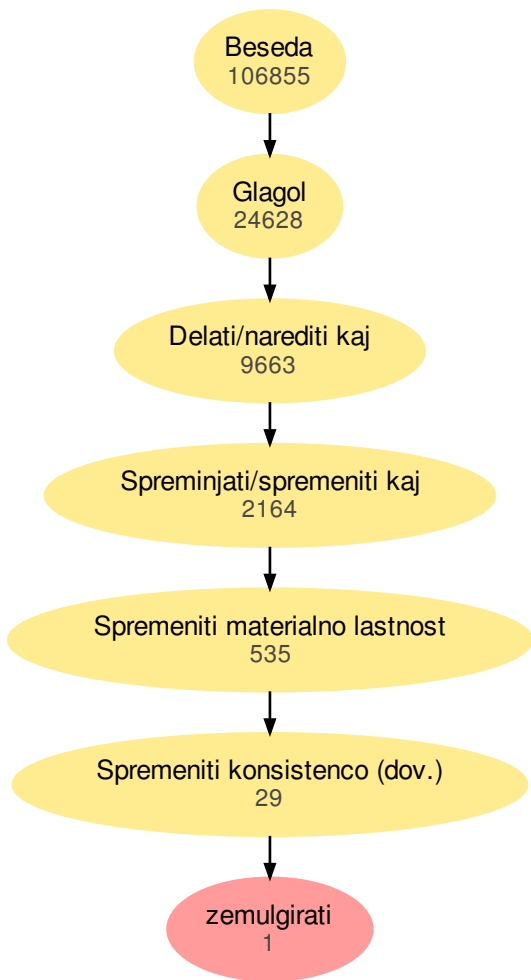 Beseda
106855
Glagol
24628
Delati/narediti kaj
9663
Spreminjati/spremeniti kaj
2164
Spremeniti materialno lastnost
535
Spremeniti konsistenco (dov.)
29
zemulgirati
1